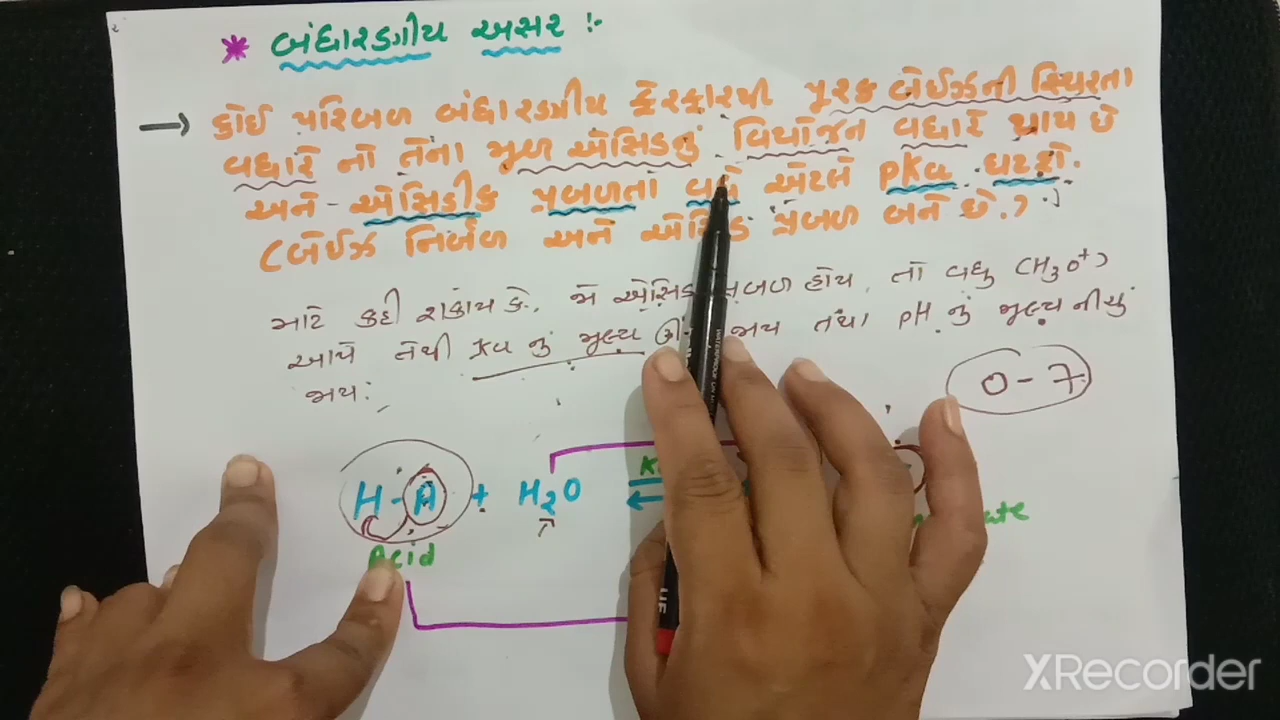 * બંધારણીય અસર :-
→ કોઈ પરિબળ બંધારણીય ફેરફારથી પૂરક બેઈઝની સ્થિરતા
વધારે તો તેના મૂળ એસિડનું વિયોજન વધારે થાય છે
અને એસિડીક પ્રબળતા વધે એટલે pKa ઘટશે.
(બેઈઝ નિર્બળ અને એસિડ પ્રબળ બને છે.)
માટે કહી શકાય કે, જો એસિડ પ્રબળ હોય, તો વધુ (H3O+)
આપે તેથી Ka નું મૂલ્ય જાય તથા pH નું મૂલ્ય નીચું
જાય.
0 - 7
H - A + H2O
Acid
XRecorder